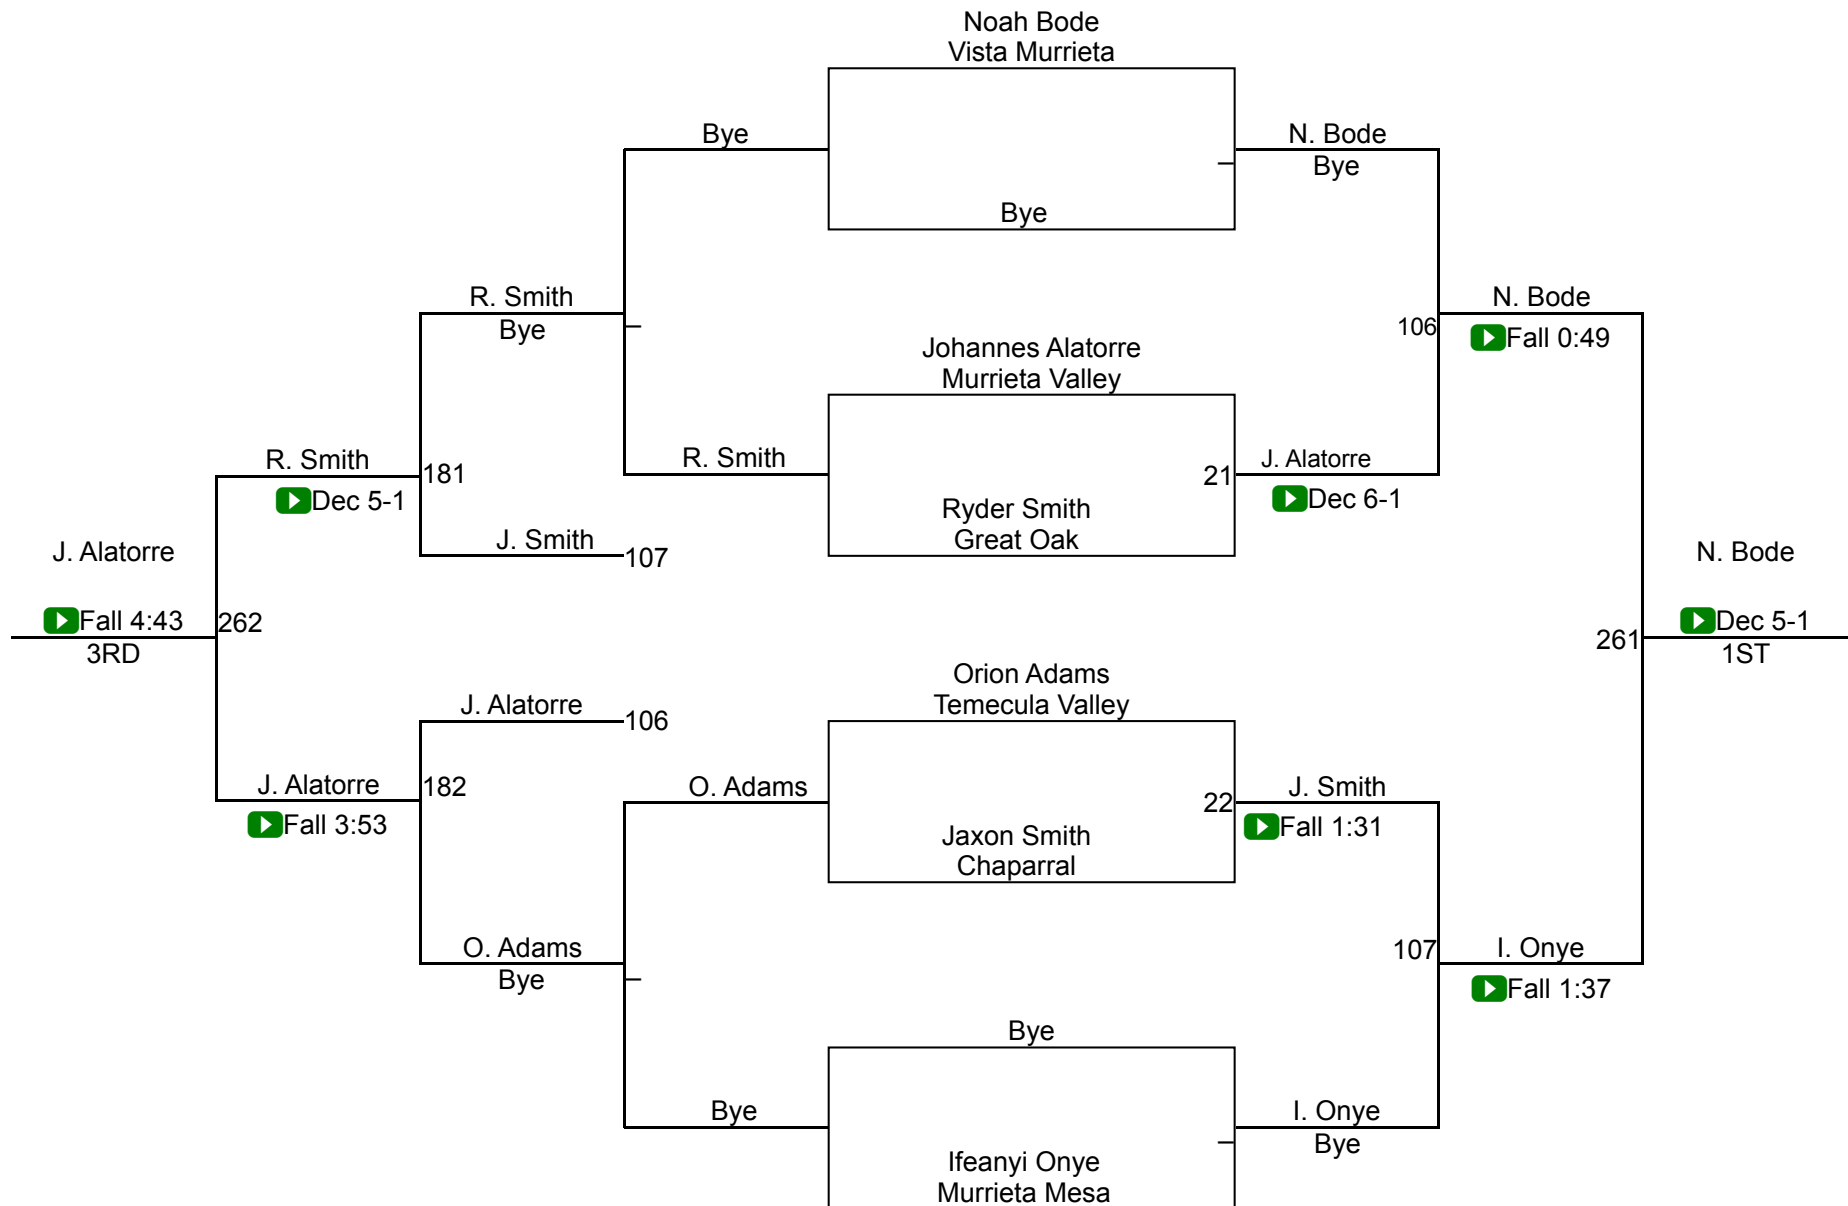 Noah Bode
Vista Murrieta
Bye
N. Bode
Bye
Bye
R. Smith
Bye
N. Bode
106
Fall 0:49
Johannes Alatorre
Murrieta Valley
R. Smith
R. Smith
181
Dec 5-1
21
J. Alatorre
Dec 6-1
Ryder Smith
Great Oak
J. Smith
107
J. Alatorre
N. Bode
Fall 4:43
262
3RD
261
Dec 5-1
1ST
Orion Adams
Temecula Valley
J. Alatorre
106
J. Alatorre
182
Fall 3:53
O. Adams
22
J. Smith
Fall 1:31
Jaxon Smith
Chaparral
O. Adams
Bye
107
I. Onye
Fall 1:37
Bye
Bye
I. Onye
Bye
Ifeanyi Onye
Murrieta Mesa